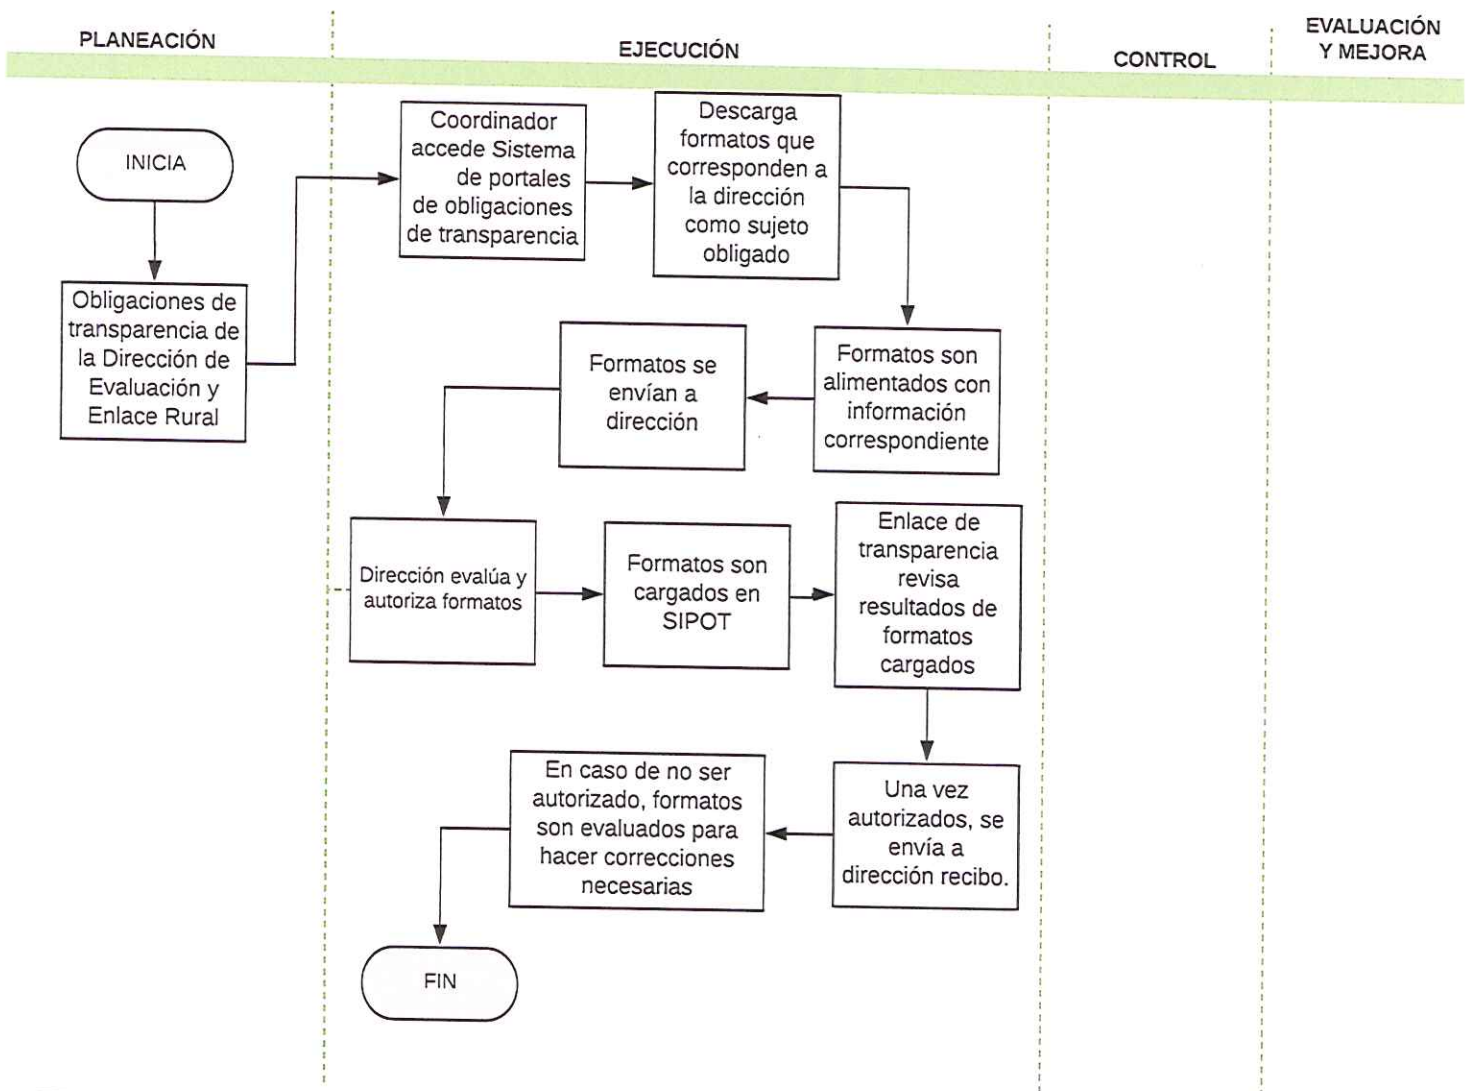 PLANEACIÓN
EJECUCIÓN
CONTROL
EVALUACIÓN
Y MEJORA
INICIA
Obligaciones de
transparencia de
la Dirección de
Evaluación y
Enlace Rural
Coordinador
accede Sistema
de portales
de obligaciones
de transparencia
Descarga
formatos que
corresponden a
la dirección
como sujeto
obligado
Formatos son
alimentados con
información
correspondiente
Formatos se
envían a
dirección
Dirección evalúa y
autoriza formatos
Formatos son
cargados en
SIPOT
Enlace de
transparencia
revisa
resultados de
formatos
cargados
Una vez
autorizados, se
envía a
dirección recibo.
En caso de no ser
autorizado, formatos
son evaluados para
hacer correcciones
necesarias
FIN